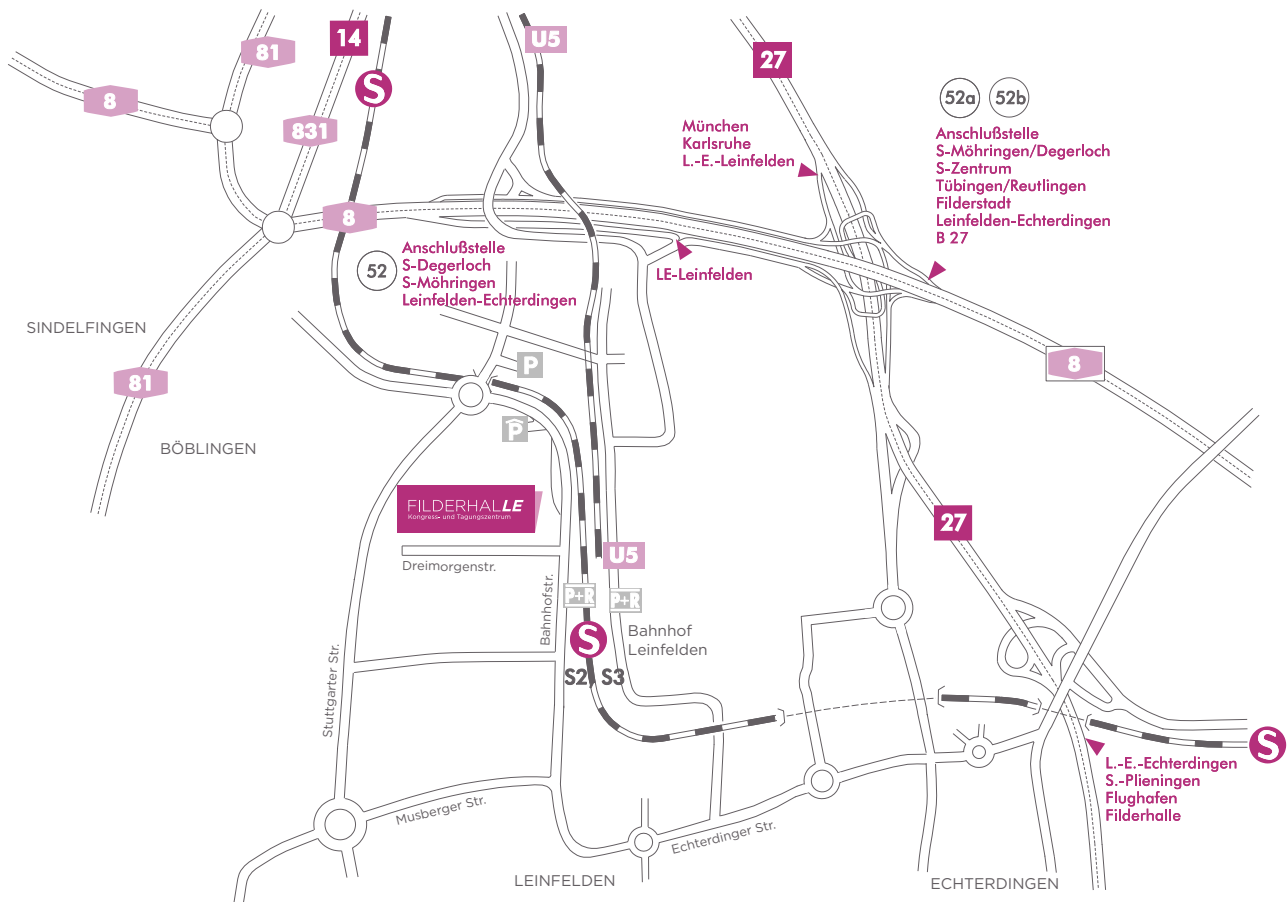 81
14
S
U5
27
8
831
52a
52b
München
Karlsruhe
L.-E.-Leinfelden
Anschlußstelle
S-Möhringen/Degerloch
S-Zentrum
Tübingen/Reutlingen
Filderstadt
Leinfelden-Echterdingen
B 27
8
52
Anschlußstelle
S-Degerloch
S-Möhringen
Leinfelden-Echterdingen
LE-Leinfelden
SINDELFINGEN
81
P
8
P
BÖBLINGEN
FILDERHALLE
Kongress- und Tagungszentrum
27
U5
Dreimorgenstr.
Bahnhofstr.
P+R
P+R
S
Bahnhof
Leinfelden
S2
S3
Stuttgarter Str.
S
L.-E.-Echterdingen
S.-Plieningen
Flughafen
Filderhalle
Musberger Str.
Echterdinger Str.
LEINFELDEN
ECHTERDINGEN